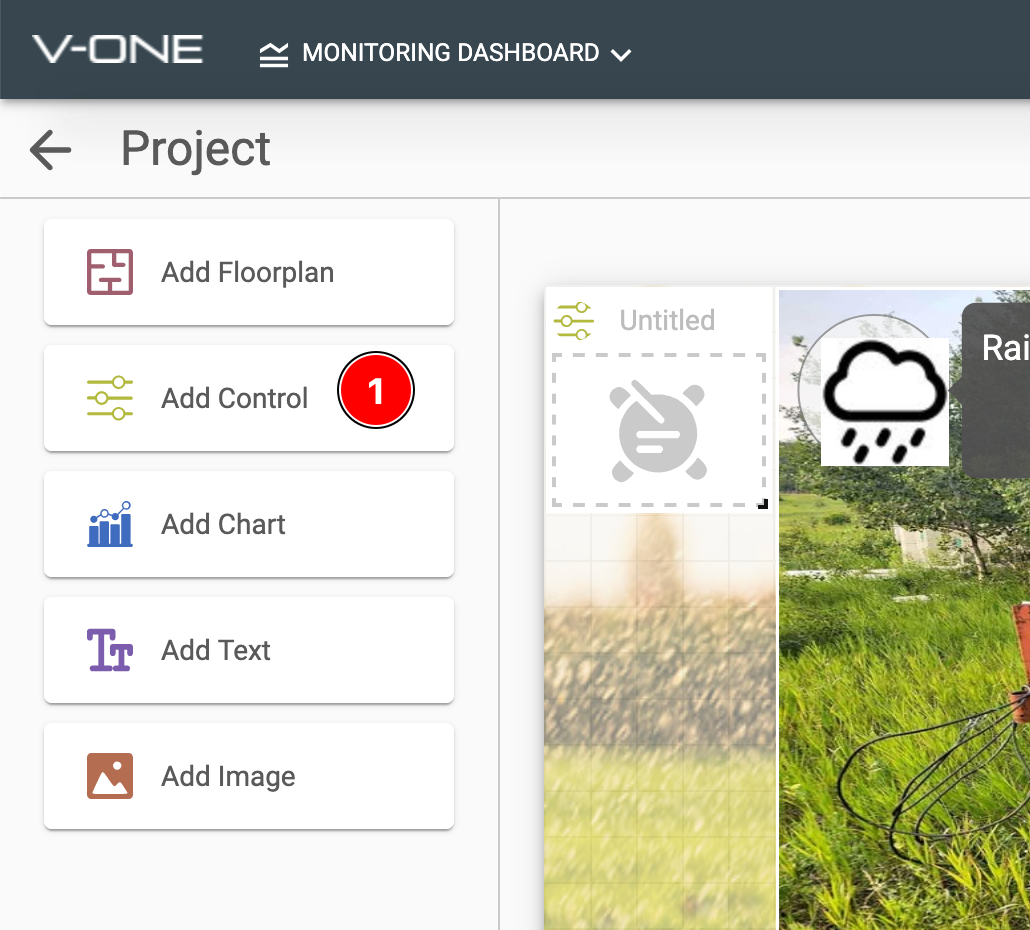 V-ONE
MONITORING DASHBOARD
Project
Add Floorplan
Add Control
1
Add Chart
Add Text
Add Image
Untitled
Rai